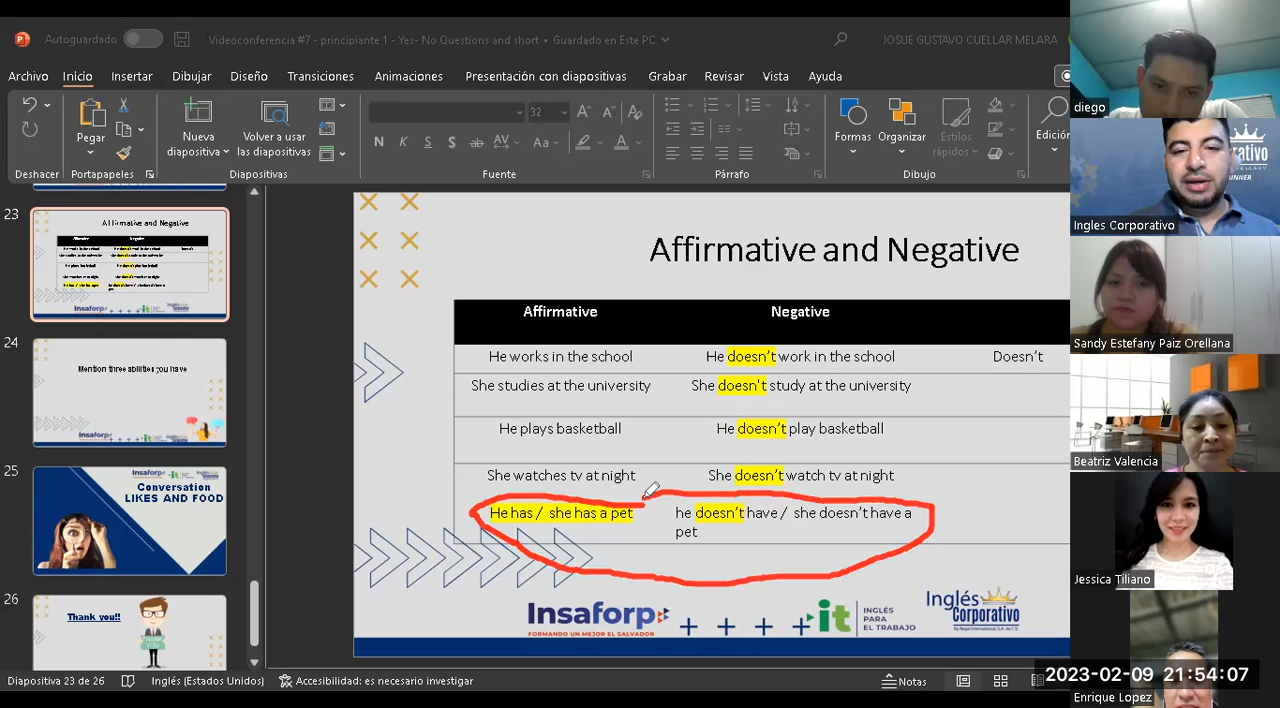 Autoguardado
Videoconferencia #7 - principiante 1 - Yes- No Questions and short • Guardado en Este PC
JOSUE GUSTAVO CUELLAR MELARA
Archivo Inicio Insertar Dibujar Diseño Transiciones Animaciones Presentación con diapositivas Grabar Revisar Vista Ayuda
Pegar
Nueva diapositiva
Volver a usar las diapositivas
32
N K S S ab AV Aa A
Formas
Organizar
Estilos rápidos
Edición
Deshacer Portapapeles Diapositivas Fuente Párrafo Dibujo
23
Affirmative and Negative
24
Mention three abilities you have
25
Conversation
LIKES AND FOOD
26
Thank you!!
Affirmative and Negative
Affirmative Negative
He works in the school He doesn't work in the school Doesn't
She studies at the university She doesn't study at the university
He plays basketball He doesn't play basketball
She watches tv at night She doesn't watch tv at night
He has / she has a pet he doesn't have / she doesn't have a
pet
Insaforp
FORMANDO UN MEJOR EL SALVADOR
it
INGLÉS
PARA
EL TRABAJO
Inglés
Corporativo
diego
Ingles Corporativo
Sandy Estefany Paiz Orellana
Beatriz Valencia
Jessica Tiliano
Enrique Lopez
2023-02-09 21:54:07
Diapositiva 23 de 26 Inglés (Estados Unidos) Accesibilidad: es necesario investigar Notas